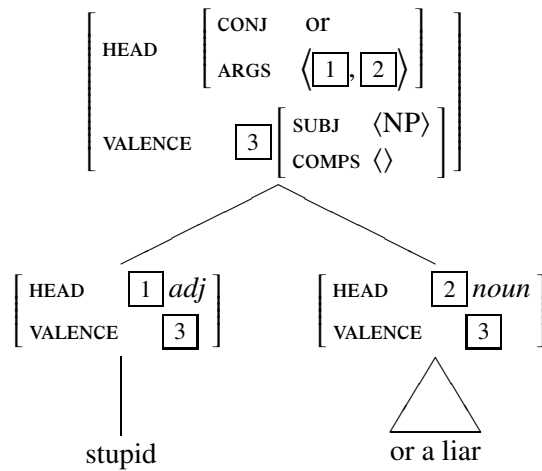 CONJ or
HEAD
ARGS ⟨1, 2⟩
SUBJ ⟨NP⟩
VALENCE 3
COMPS ⟨⟩
HEAD 1 adj HEAD 2 noun
VALENCE 3 VALENCE 3
stupid or a liar